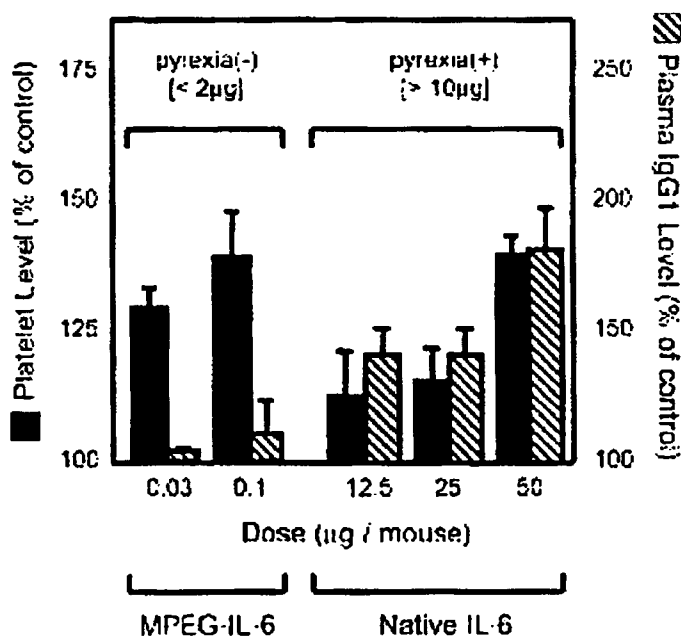 pyrexia(-)
[< 2µg]
pyrexia(+)
[> 10µg]
175
150
125
100
250
200
150
100
Platelet Level (% of control)
Plasma IgG1 Level (% of control)
0.03 0.1 12.5 25 50
Dose (µg / mouse)
MPEG-IL-6 Native IL-6